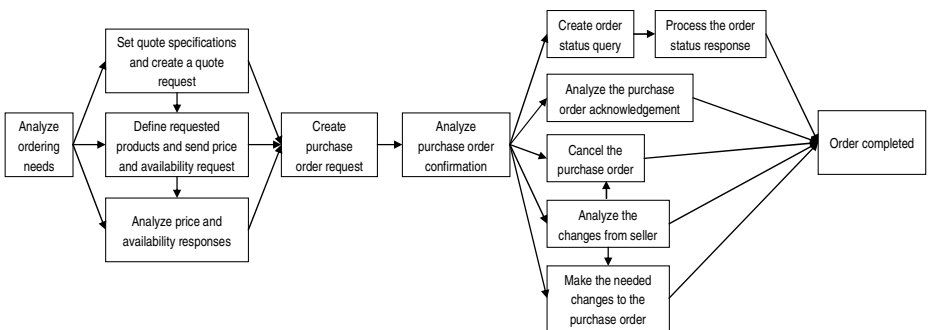 Analyze
ordering
needs
Set quote specifications
and create a quote
request
Define requested
products and send price
and availability request
Analyze price and
availability responses
Create
purchase
order request
Analyze
purchase order
confirmation
Create order
status query
Process the order
status response
Analyze the purchase
order acknowledgement
Cancel the
purchase order
Analyze the
changes from seller
Make the needed
changes to the
purchase order
Order completed